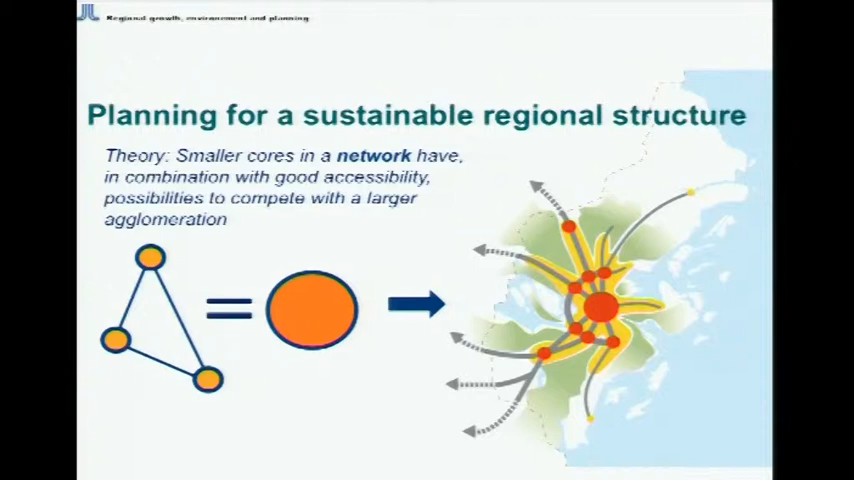 Regional growth, environement and planning
Planning for a sustainable regional structure
Theory: Smaller cores in a network have,
in combination with good accessibility,
possibilities to compete with a larger
agglomeration